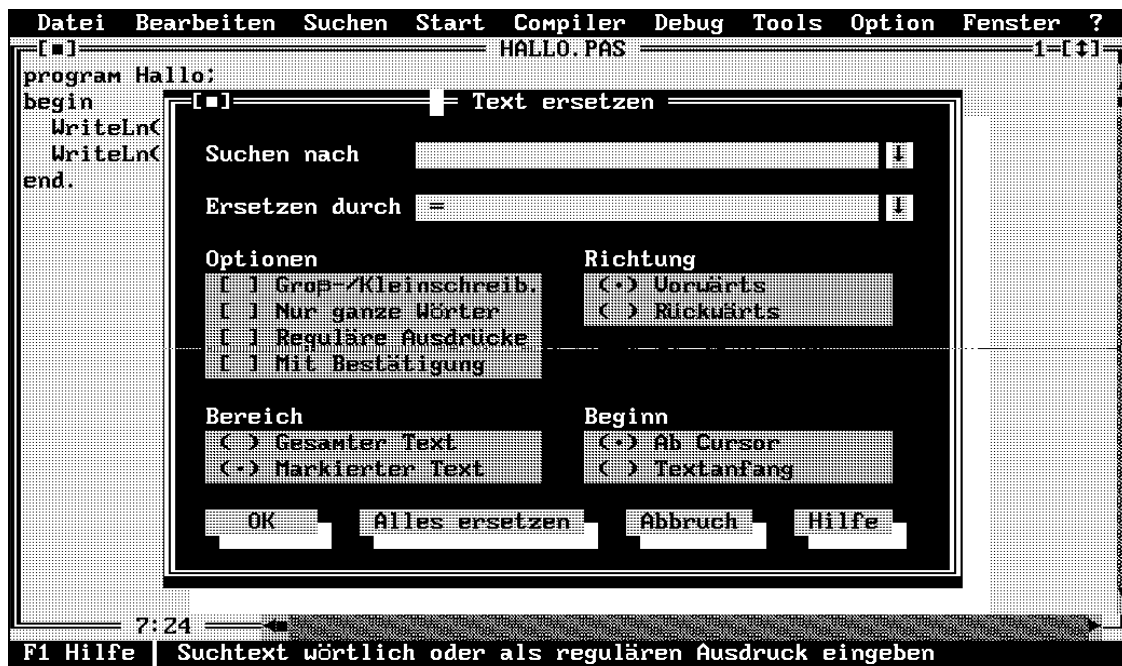 Datei Bearbeiten Suchen Start Compiler Debug Tools Option Fenster ?
[■] HALLO.PAS 1=[↕]
program Hallo;
begin
WriteLn(
WriteLn(
end.
[■] Text ersetzen
Suchen nach ↓
Ersetzen durch = ↓
Optionen Richtung
[ ] Groß-/Kleinschreib. (•) Vorwärts
[ ] Nur ganze Wörter ( ) Rückwärts
[ ] Reguläre Ausdrücke
[ ] Mit Bestätigung
Bereich Beginn
( ) Gesamter Text (•) Ab Cursor
(•) Markierter Text ( ) Textanfang
OK Alles ersetzen Abbruch Hilfe
7:24
F1 Hilfe │ Suchtext wörtlich oder als regulären Ausdruck eingeben